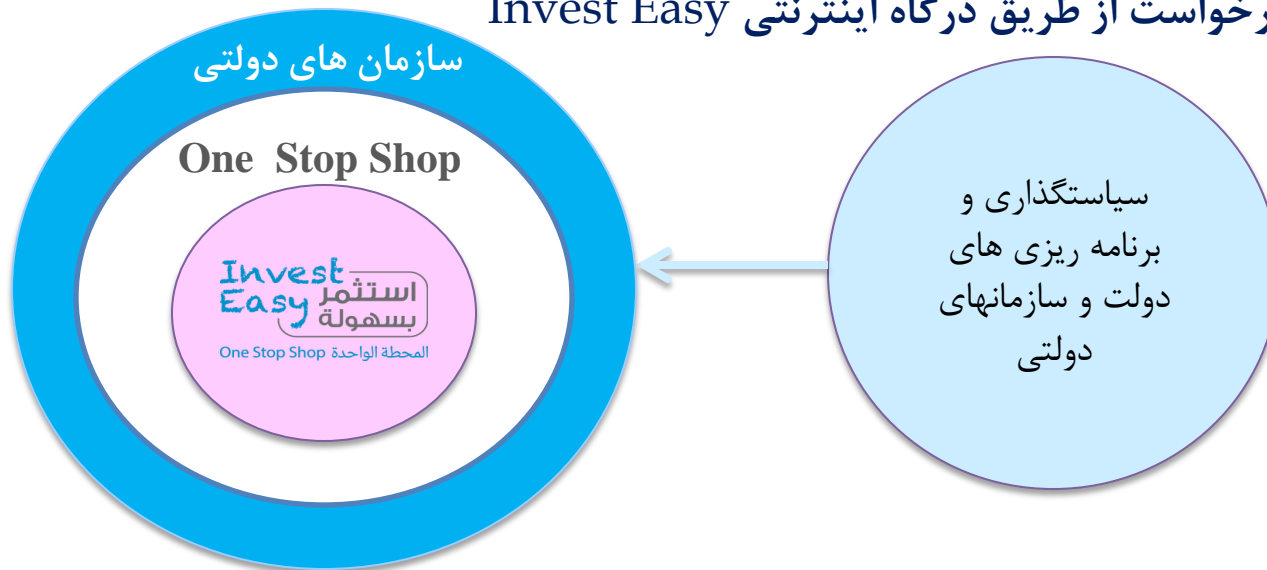 رخواست از طریق درگاه اینترنتی Invest Easy
سازمان های دولتی
One Stop Shop
Invest
Easy
استثمر
بسهولة
المحطة الواحدة One Stop Shop
سیاستگذاری و
برنامه ریزی های
دولت و سازمانهای
دولتی